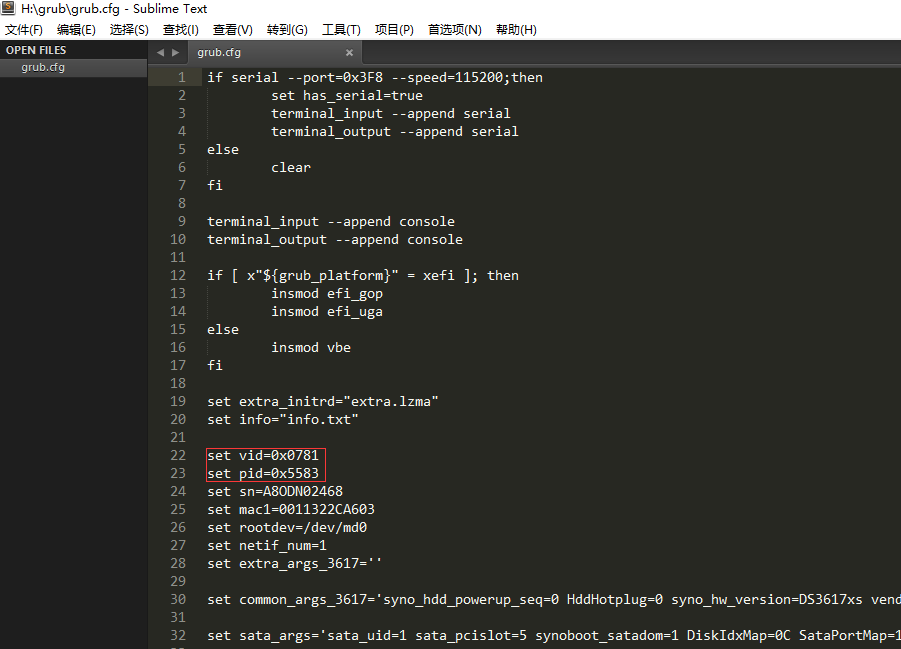 H:\grub\grub.cfg - Sublime Text
文件(F) 编辑(E) 选择(S) 查找(I) 查看(V) 转到(G) 工具(T) 项目(P) 首选项(N) 帮助(H)
OPEN FILES
grub.cfg
grub.cfg ×
1 if serial --port=0x3F8 --speed=115200;then
2 set has_serial=true
3 terminal_input --append serial
4 terminal_output --append serial
5 else
6 clear
7 fi
8
9 terminal_input --append console
10 terminal_output --append console
11
12 if [ x"${grub_platform}" = xefi ]; then
13 insmod efi_gop
14 insmod efi_uga
15 else
16 insmod vbe
17 fi
18
19 set extra_initrd="extra.lzma"
20 set info="info.txt"
21
22 set vid=0x0781
23 set pid=0x5583
24 set sn=A8ODN02468
25 set mac1=0011322CA603
26 set rootdev=/dev/md0
27 set netif_num=1
28 set extra_args_3617=''
29
30 set common_args_3617='syno_hdd_powerup_seq=0 HddHotplug=0 syno_hw_version=DS3617xs vend
31
32 set sata_args='sata_uid=1 sata_pcislot=5 synoboot_satadom=1 DiskIdxMap=0C SataPortMap=1